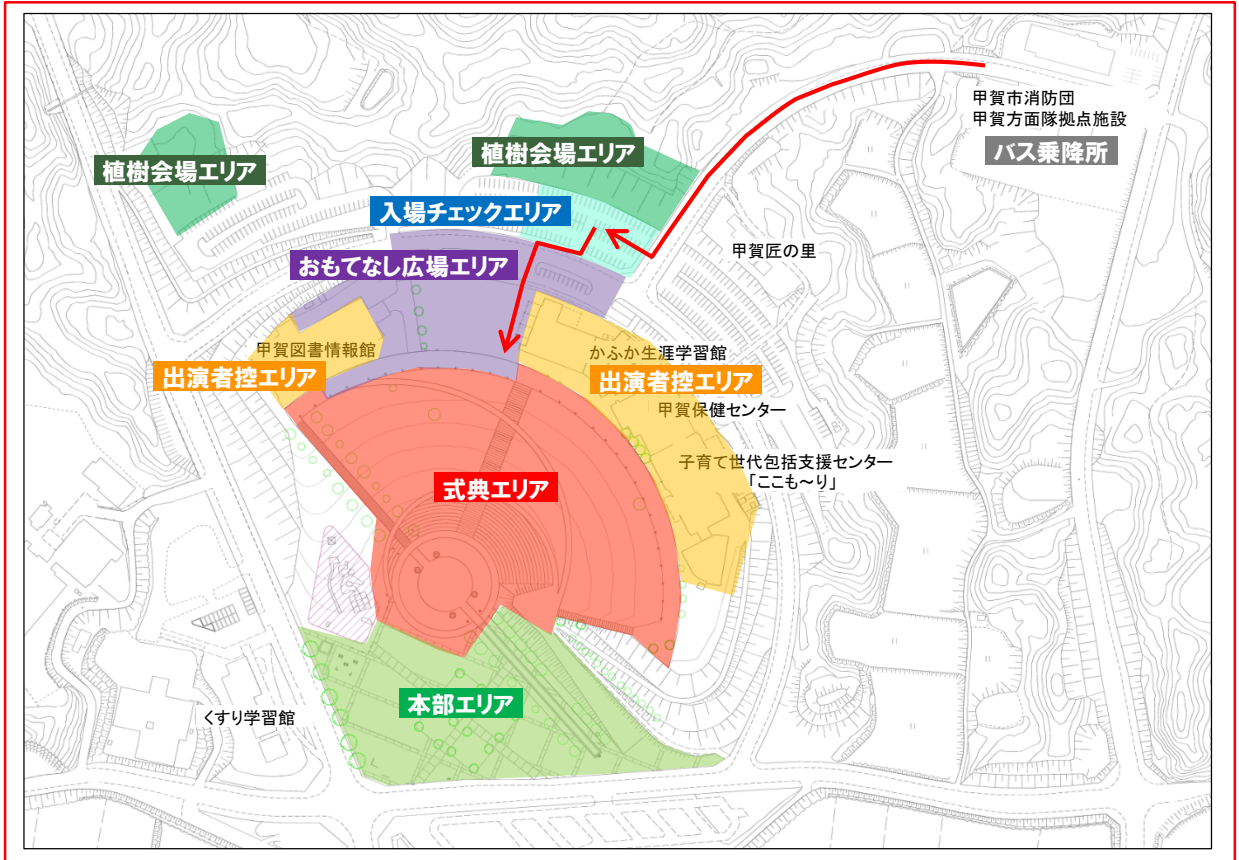 甲賀市消防団
甲賀方面隊拠点施設
バス乗降所
植樹会場エリア
植樹会場エリア
入場チェックエリア
甲賀匠の里
おもてなし広場エリア
甲賀図書情報館
出演者控エリア
かふか生涯学習館
出演者控エリア
甲賀保健センター
子育て世代包括支援センター
「ここも～り」
式典エリア
本部エリア
くすり学習館